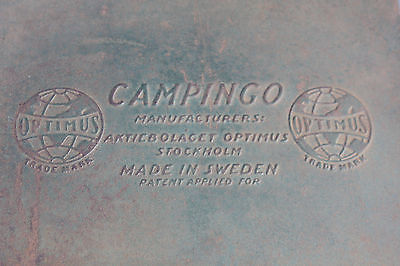 CAMPINGO
MANUFACTURERS:
AKTIEBOLAGET OPTIMUS
STOCKHOLM
MADE IN SWEDEN
PATENT APPLIED FOR
OPTIMUS
TRADE MARK
OPTIMUS
TRADE MARK